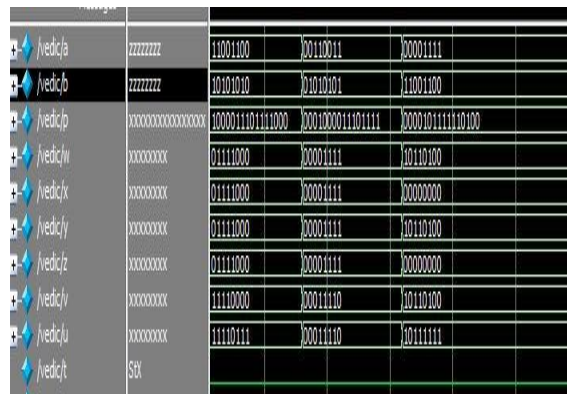 /vedic/a zzzzzzzz 11001100 00110011 00001111
/vedic/b zzzzzzzz 10101010 01010101 11001100
/vedic/p xxxxxxxxxxxxxxxx 1000011101111000 0001000011101111 0000101111110100
/vedic/w xxxxxxxx 01111000 00001111 10110100
/vedic/x xxxxxxxx 01111000 00001111 00000000
/vedic/y xxxxxxxx 01111000 00001111 10110100
/vedic/z xxxxxxxx 01111000 00001111 00000000
/vedic/v xxxxxxxx 11110000 00011110 10110100
/vedic/u xxxxxxxx 11110111 00011110 10111111
/vedic/t StX